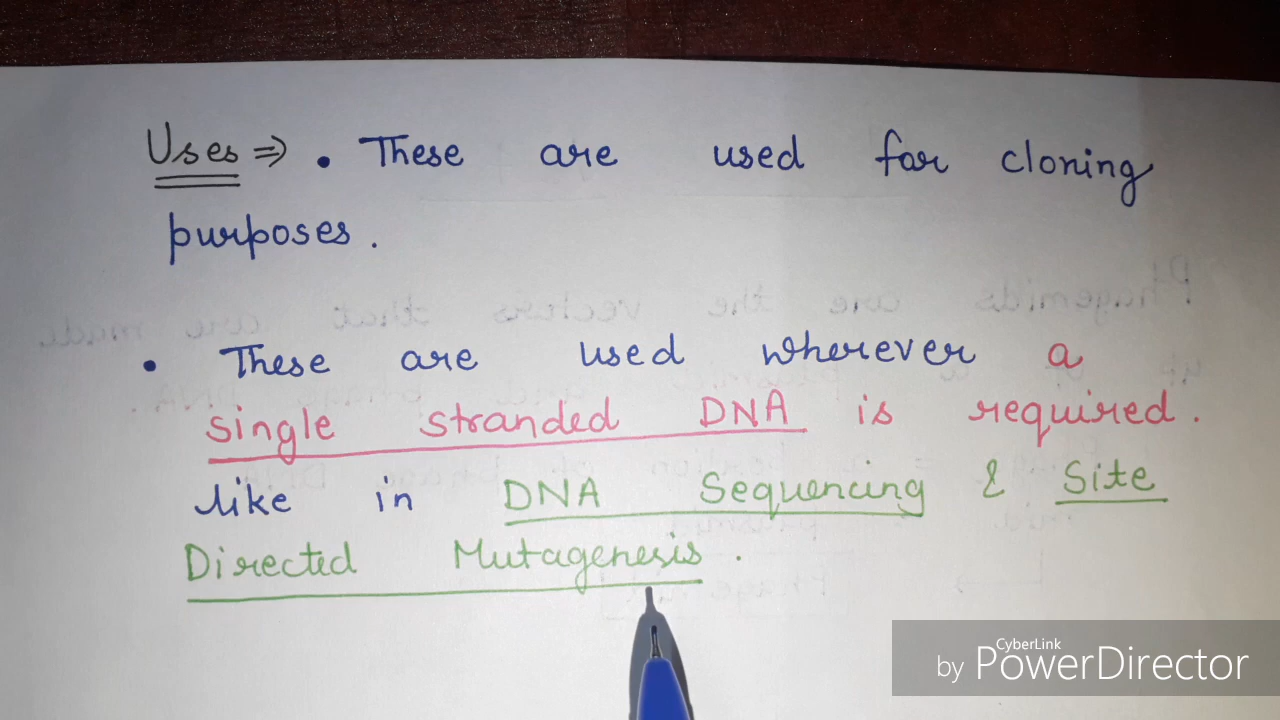 Uses ⇒ • These are used for cloning
purposes.
• These are used wherever a
single stranded DNA is required.
like in DNA Sequencing & Site
Directed Mutagenesis.
CyberLink
by PowerDirector